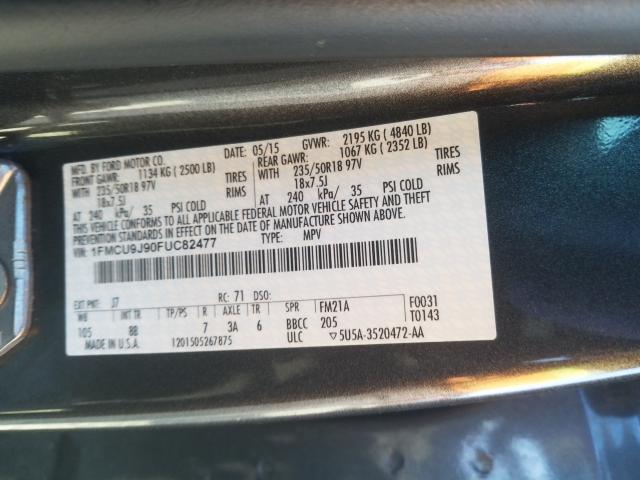 MFD. BY FORD MOTOR CO.
DATE: 05/15 GVWR: 2195 KG ( 4840 LB)
FRONT GAWR: 1134 KG ( 2500 LB) REAR GAWR: 1067 KG ( 2352 LB)
WITH 235/50R18 97V TIRES WITH 235/50R18 97V TIRES
18x7.5J RIMS 18x7.5J RIMS
AT 240 kPa/ 35 PSI COLD AT 240 kPa/ 35 PSI COLD
THIS VEHICLE CONFORMS TO ALL APPLICABLE FEDERAL MOTOR VEHICLE SAFETY AND
STANDARDS IN EFFECT ON THE DATE OF MANUFACTURE SHOWN ABOVE.
VIN: 1FMCU9J90FUC82477
TYPE: MPV
F0031
T0143
EXT PNT: J7 RC: 71 DSO:
WB INT TR TP/PS R AXLE TR SPR FM21A
105 88 7 3A 6 BBCC 205
MADE IN U.S.A. 1201505267875 ULC ▽5U5A-3520472-AA